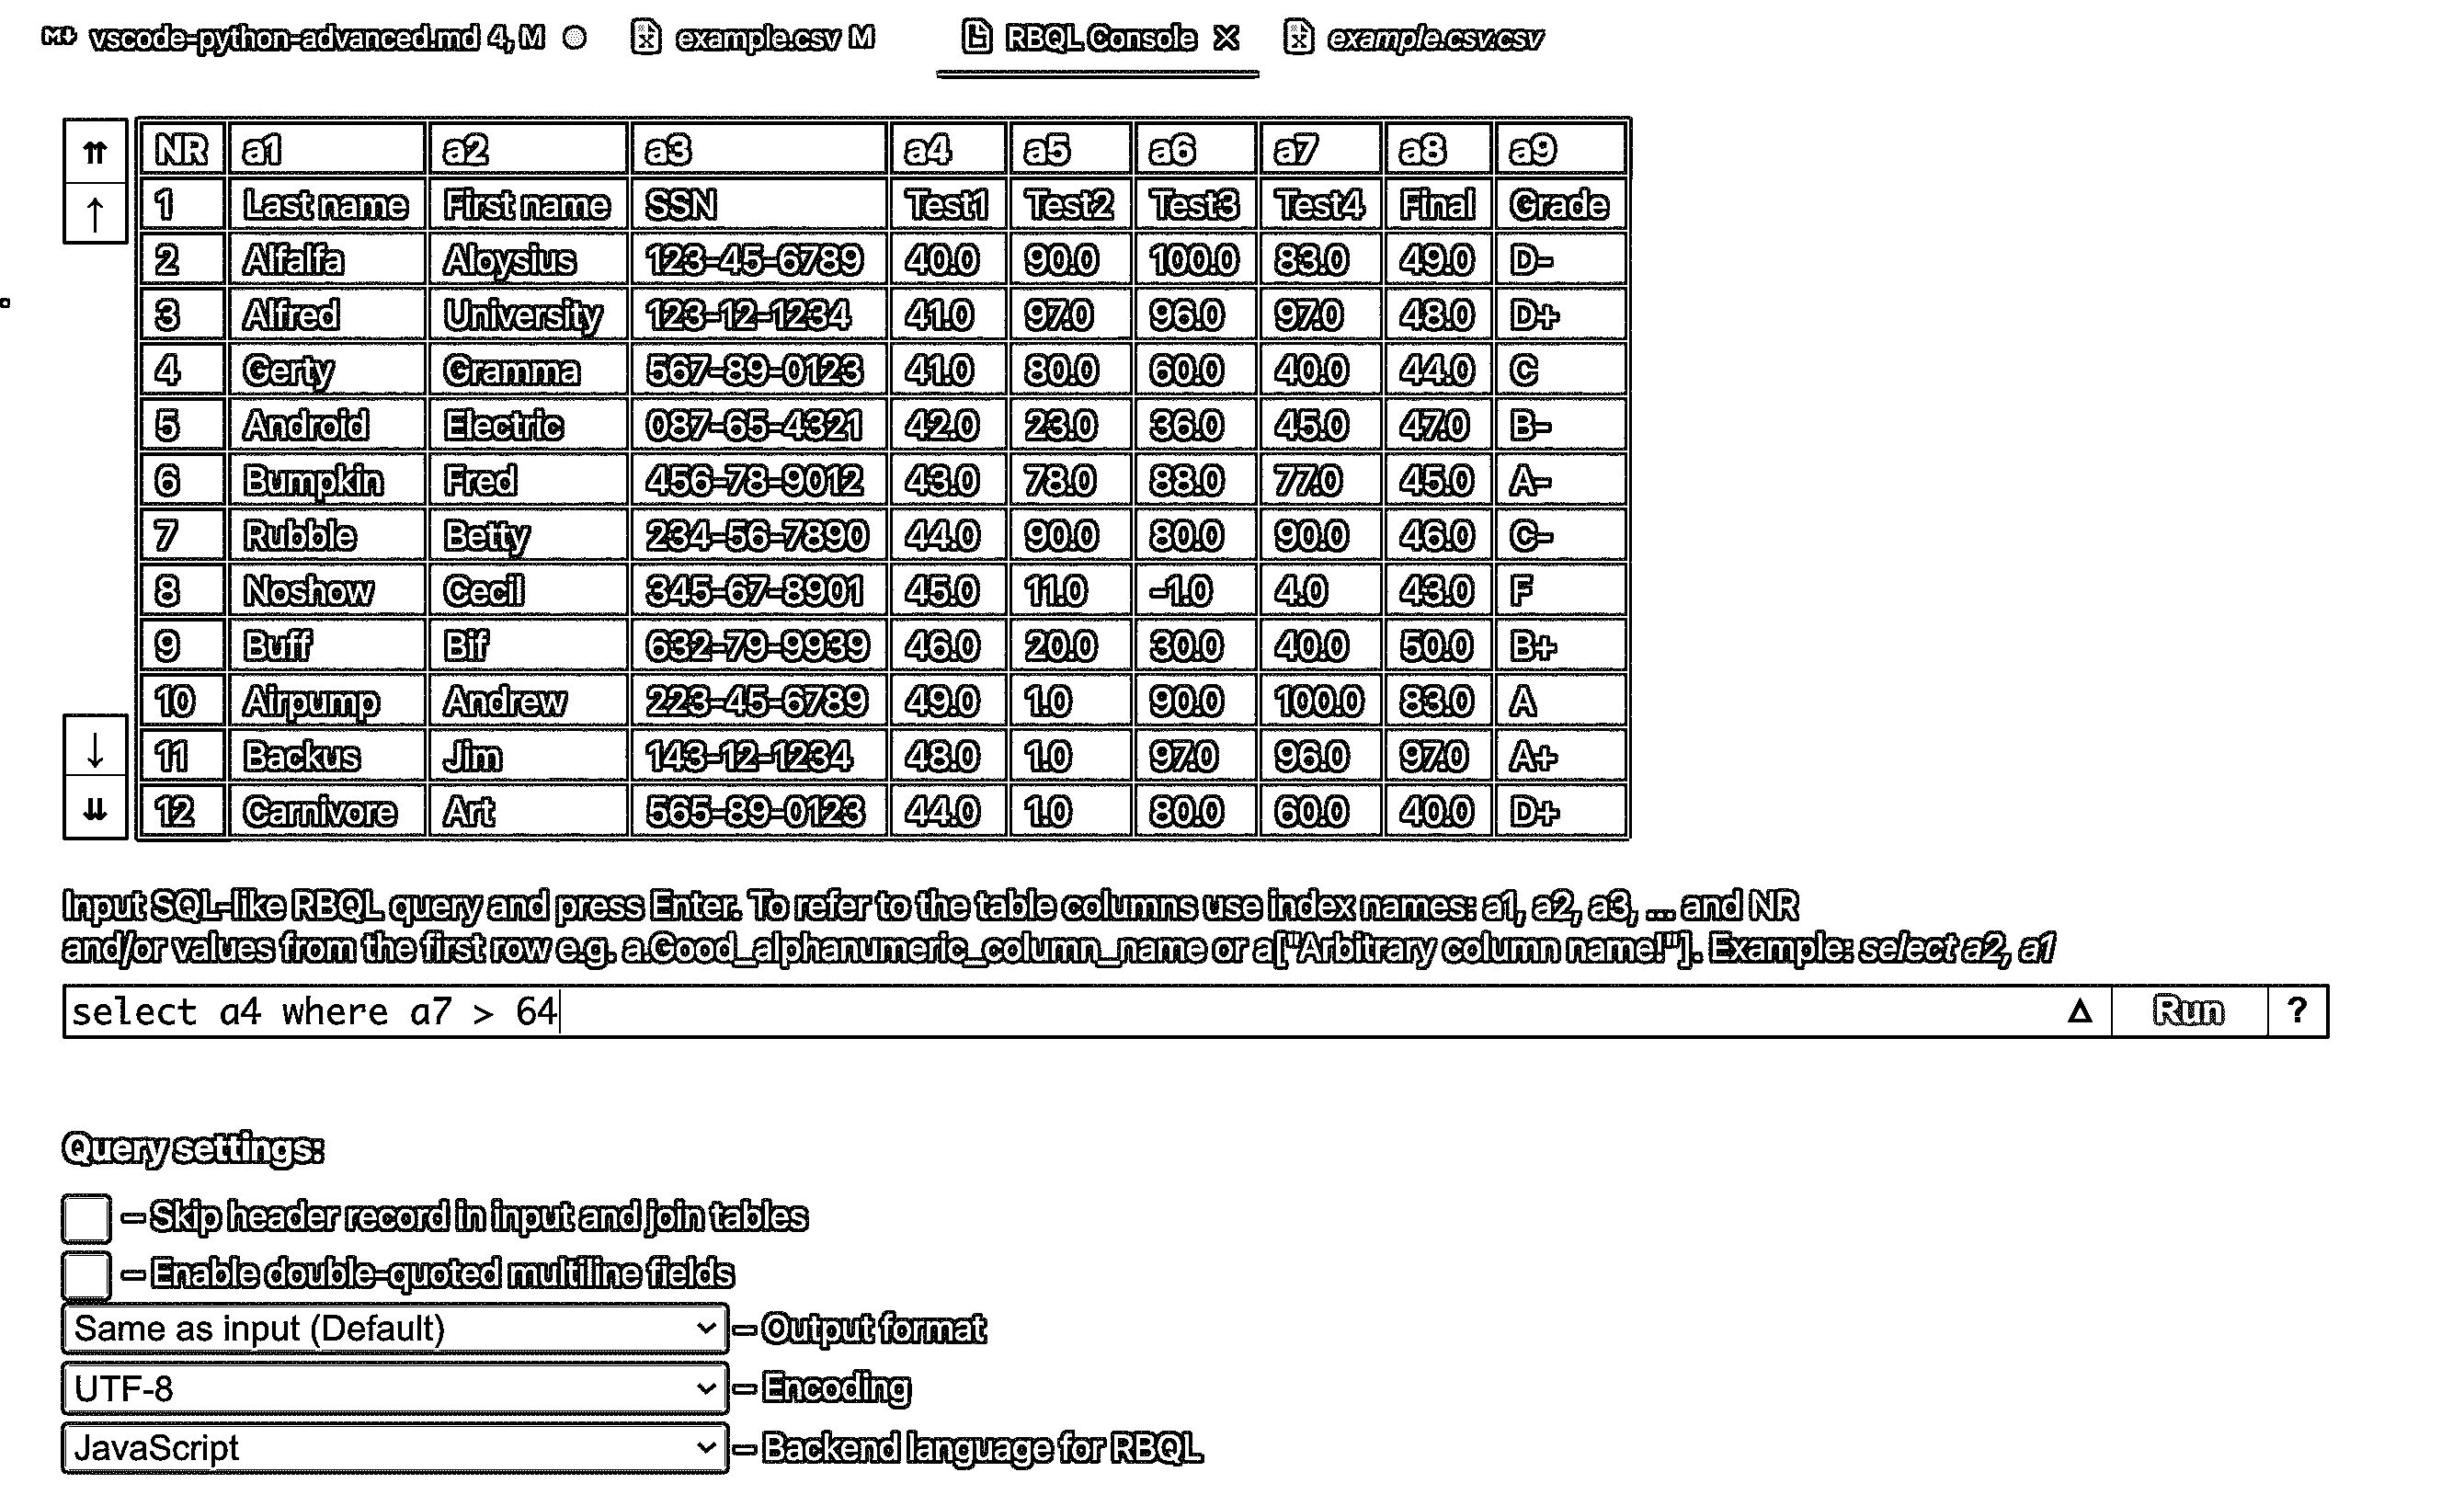 vscode-python-advanced.md 4, M ● example.csv M RBQL Console × example.csv.csv
⇈ NR a1 a2 a3 a4 a5 a6 a7 a8 a9
↑ 1 Last name First name SSN Test1 Test2 Test3 Test4 Final Grade
2 Alfalfa Aloysius 123-45-6789 40.0 90.0 100.0 83.0 49.0 D-
3 Alfred University 123-12-1234 41.0 97.0 96.0 97.0 48.0 D+
4 Gerty Gramma 567-89-0123 41.0 80.0 60.0 40.0 44.0 C
5 Android Electric 087-65-4321 42.0 23.0 36.0 45.0 47.0 B-
6 Bumpkin Fred 456-78-9012 43.0 78.0 88.0 77.0 45.0 A-
7 Rubble Betty 234-56-7890 44.0 90.0 80.0 90.0 46.0 C-
8 Noshow Cecil 345-67-8901 45.0 11.0 -1.0 4.0 43.0 F
9 Buff Bif 632-79-9939 46.0 20.0 30.0 40.0 50.0 B+
10 Airpump Andrew 223-45-6789 49.0 1.0 90.0 100.0 83.0 A
↓ 11 Backus Jim 143-12-1234 48.0 1.0 97.0 96.0 97.0 A+
⇊ 12 Carnivore Art 565-89-0123 44.0 1.0 80.0 60.0 40.0 D+
Input SQL-like RBQL query and press Enter. To refer to the table columns use index names: a1, a2, a3, ... and NR
and/or values from the first row e.g. a.Good_alphanumeric_column_name or a["Arbitrary column name!"]. Example: select a2, a1
select a4 where a7 > 64 Δ Run ?
Query settings:
– Skip header record in input and join tables
– Enable double-quoted multiline fields
Same as input (Default) – Output format
UTF-8 – Encoding
JavaScript – Backend language for RBQL